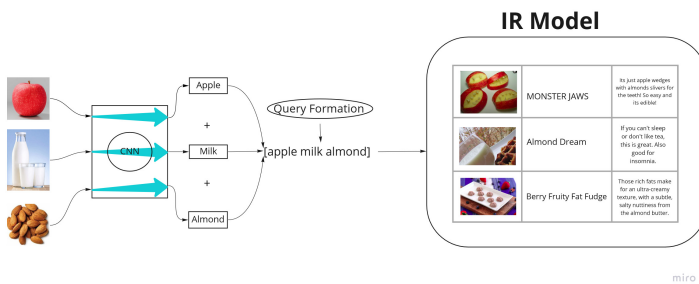 IR Model
Apple
+
CNN
Milk
+
Almond
Query Formation
[apple milk almond]
MONSTER JAWS
Its just apple wedges
with almonds slivers for
the teeth! So easy and
its edible!
Almond Dream
If you can't sleep
or don't like tea,
this is great. Also
good for
insomnia.
Berry Fruity Fat Fudge
Those rich fats make
for an ultra-creamy
texture, with a subtle,
salty nuttiness from
the almond butter.
miro